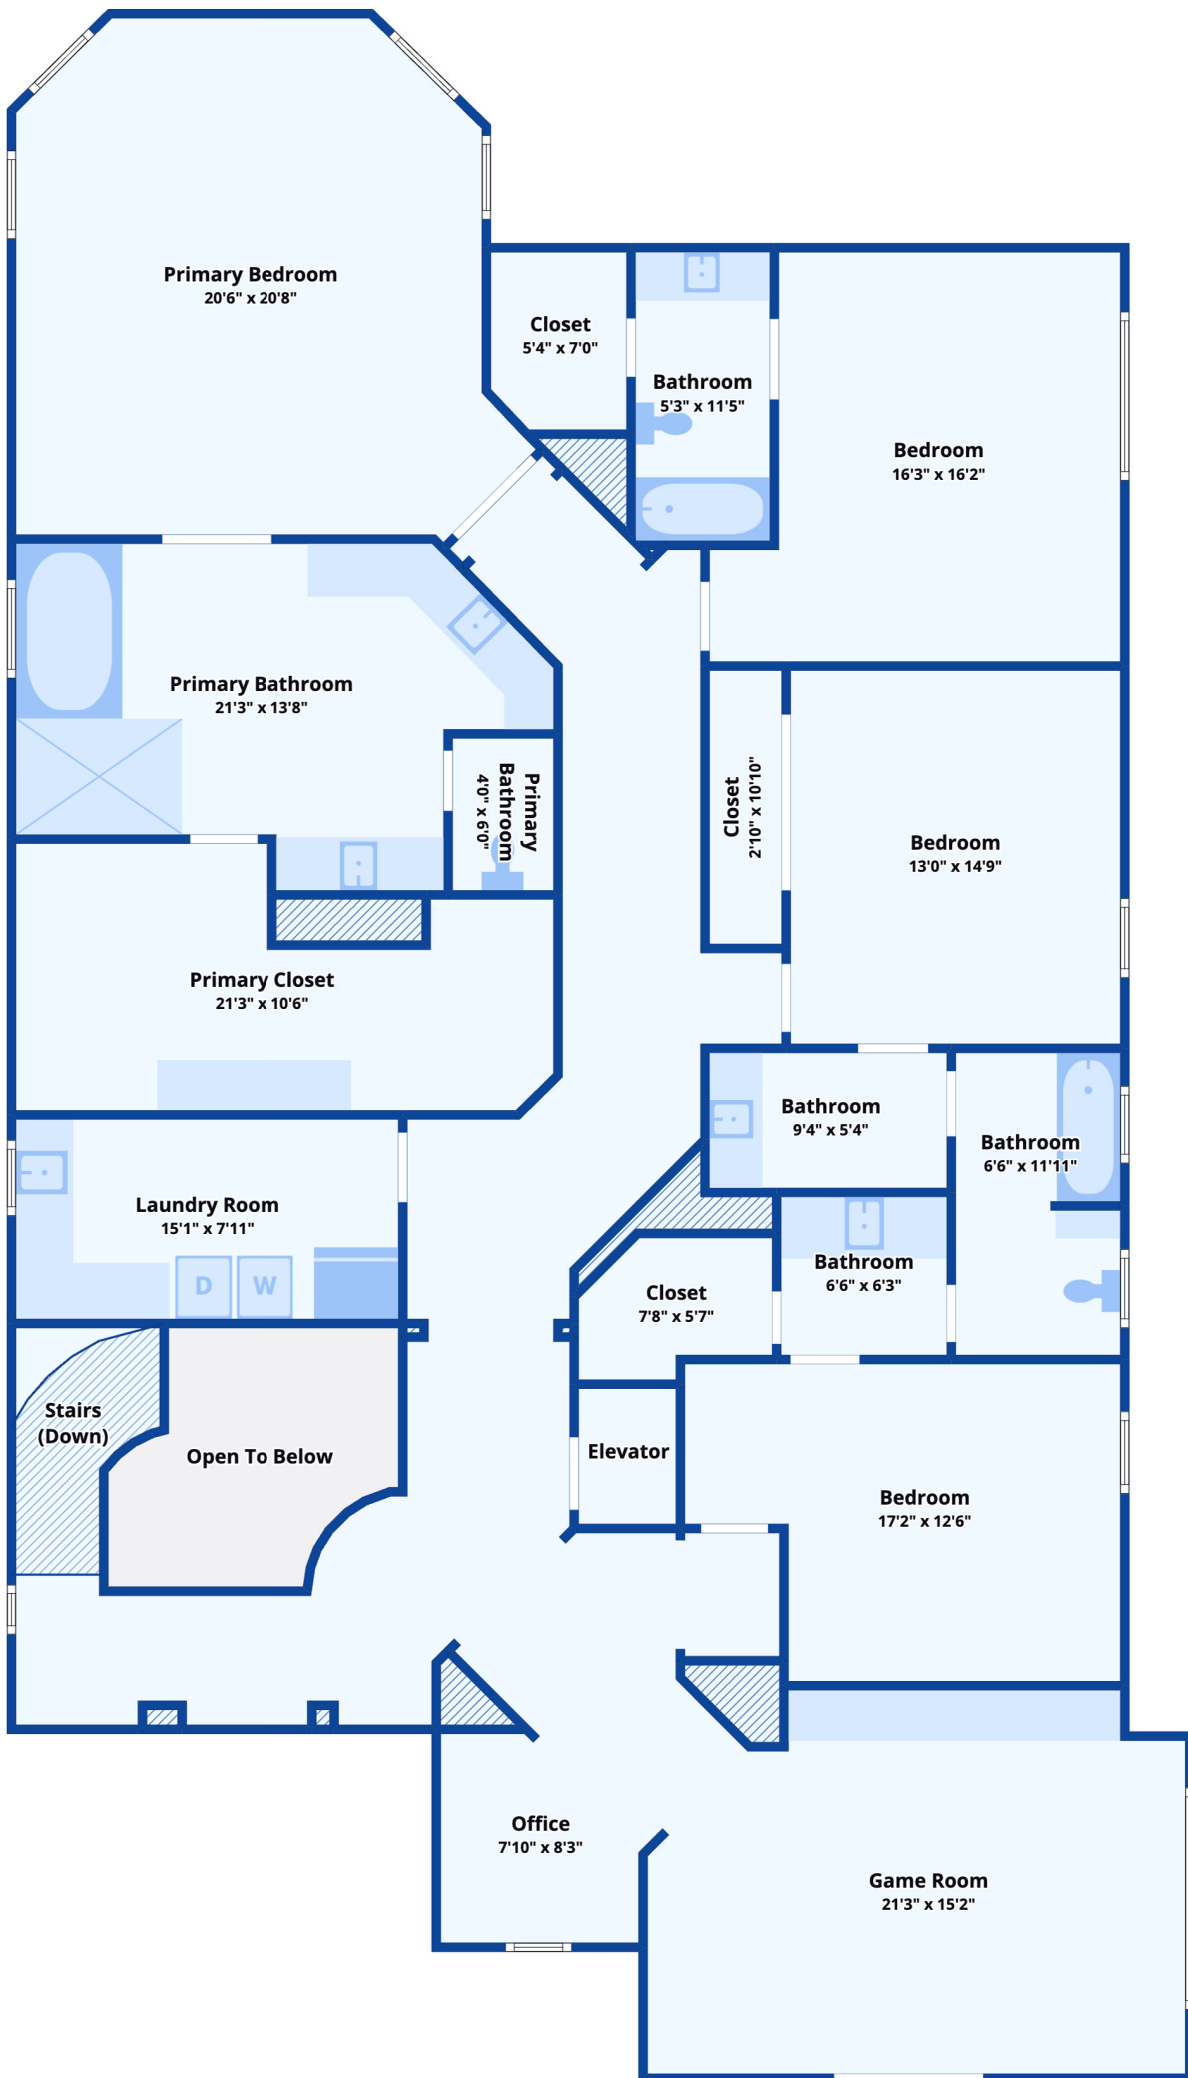 Primary Bedroom
20'6" x 20'8"
Closet
5'4" x 7'0"
Bathroom
5'3" x 11'5"
Bedroom
16'3" x 16'2"
Primary Bathroom
21'3" x 13'8"
Primary
Bathroom
4'0" x 6'0"
Closet
2'10" x 10'10"
Bedroom
13'0" x 14'9"
Primary Closet
21'3" x 10'6"
Bathroom
9'4" x 5'4"
Bathroom
6'6" x 11'11"
Laundry Room
15'1" x 7'11"
D
W
Bathroom
6'6" x 6'3"
Closet
7'8" x 5'7"
Stairs
(Down)
Open To Below
Elevator
Bedroom
17'2" x 12'6"
Office
7'10" x 8'3"
Game Room
21'3" x 15'2"